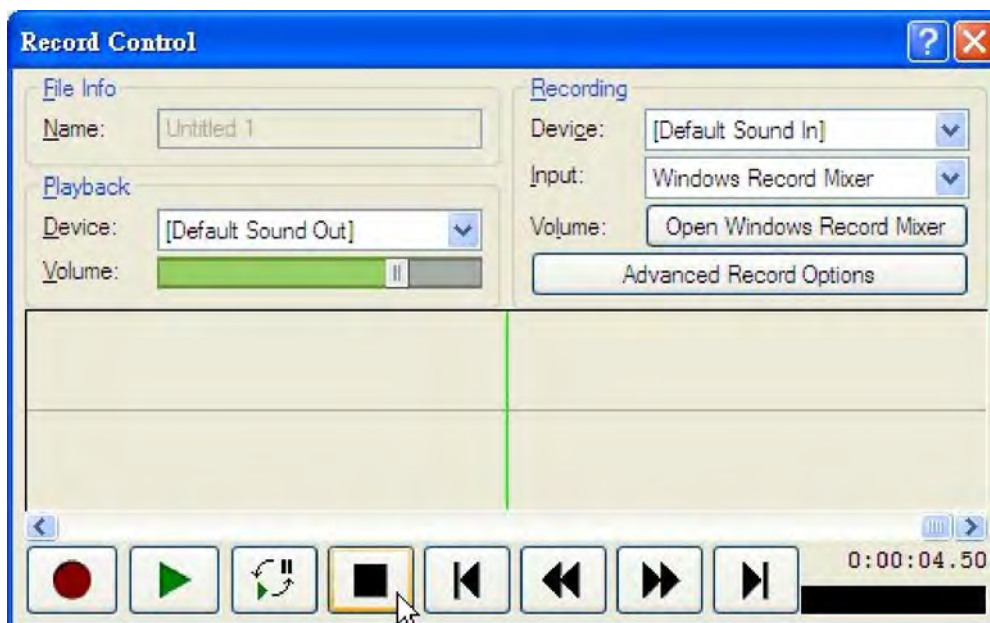 Record Control
File Info
Name: Untitled 1
Playback
Device: [Default Sound Out]
Volume:
Recording
Device: [Default Sound In]
Input: Windows Record Mixer
Volume: Open Windows Record Mixer
Advanced Record Options
0:00:04.50